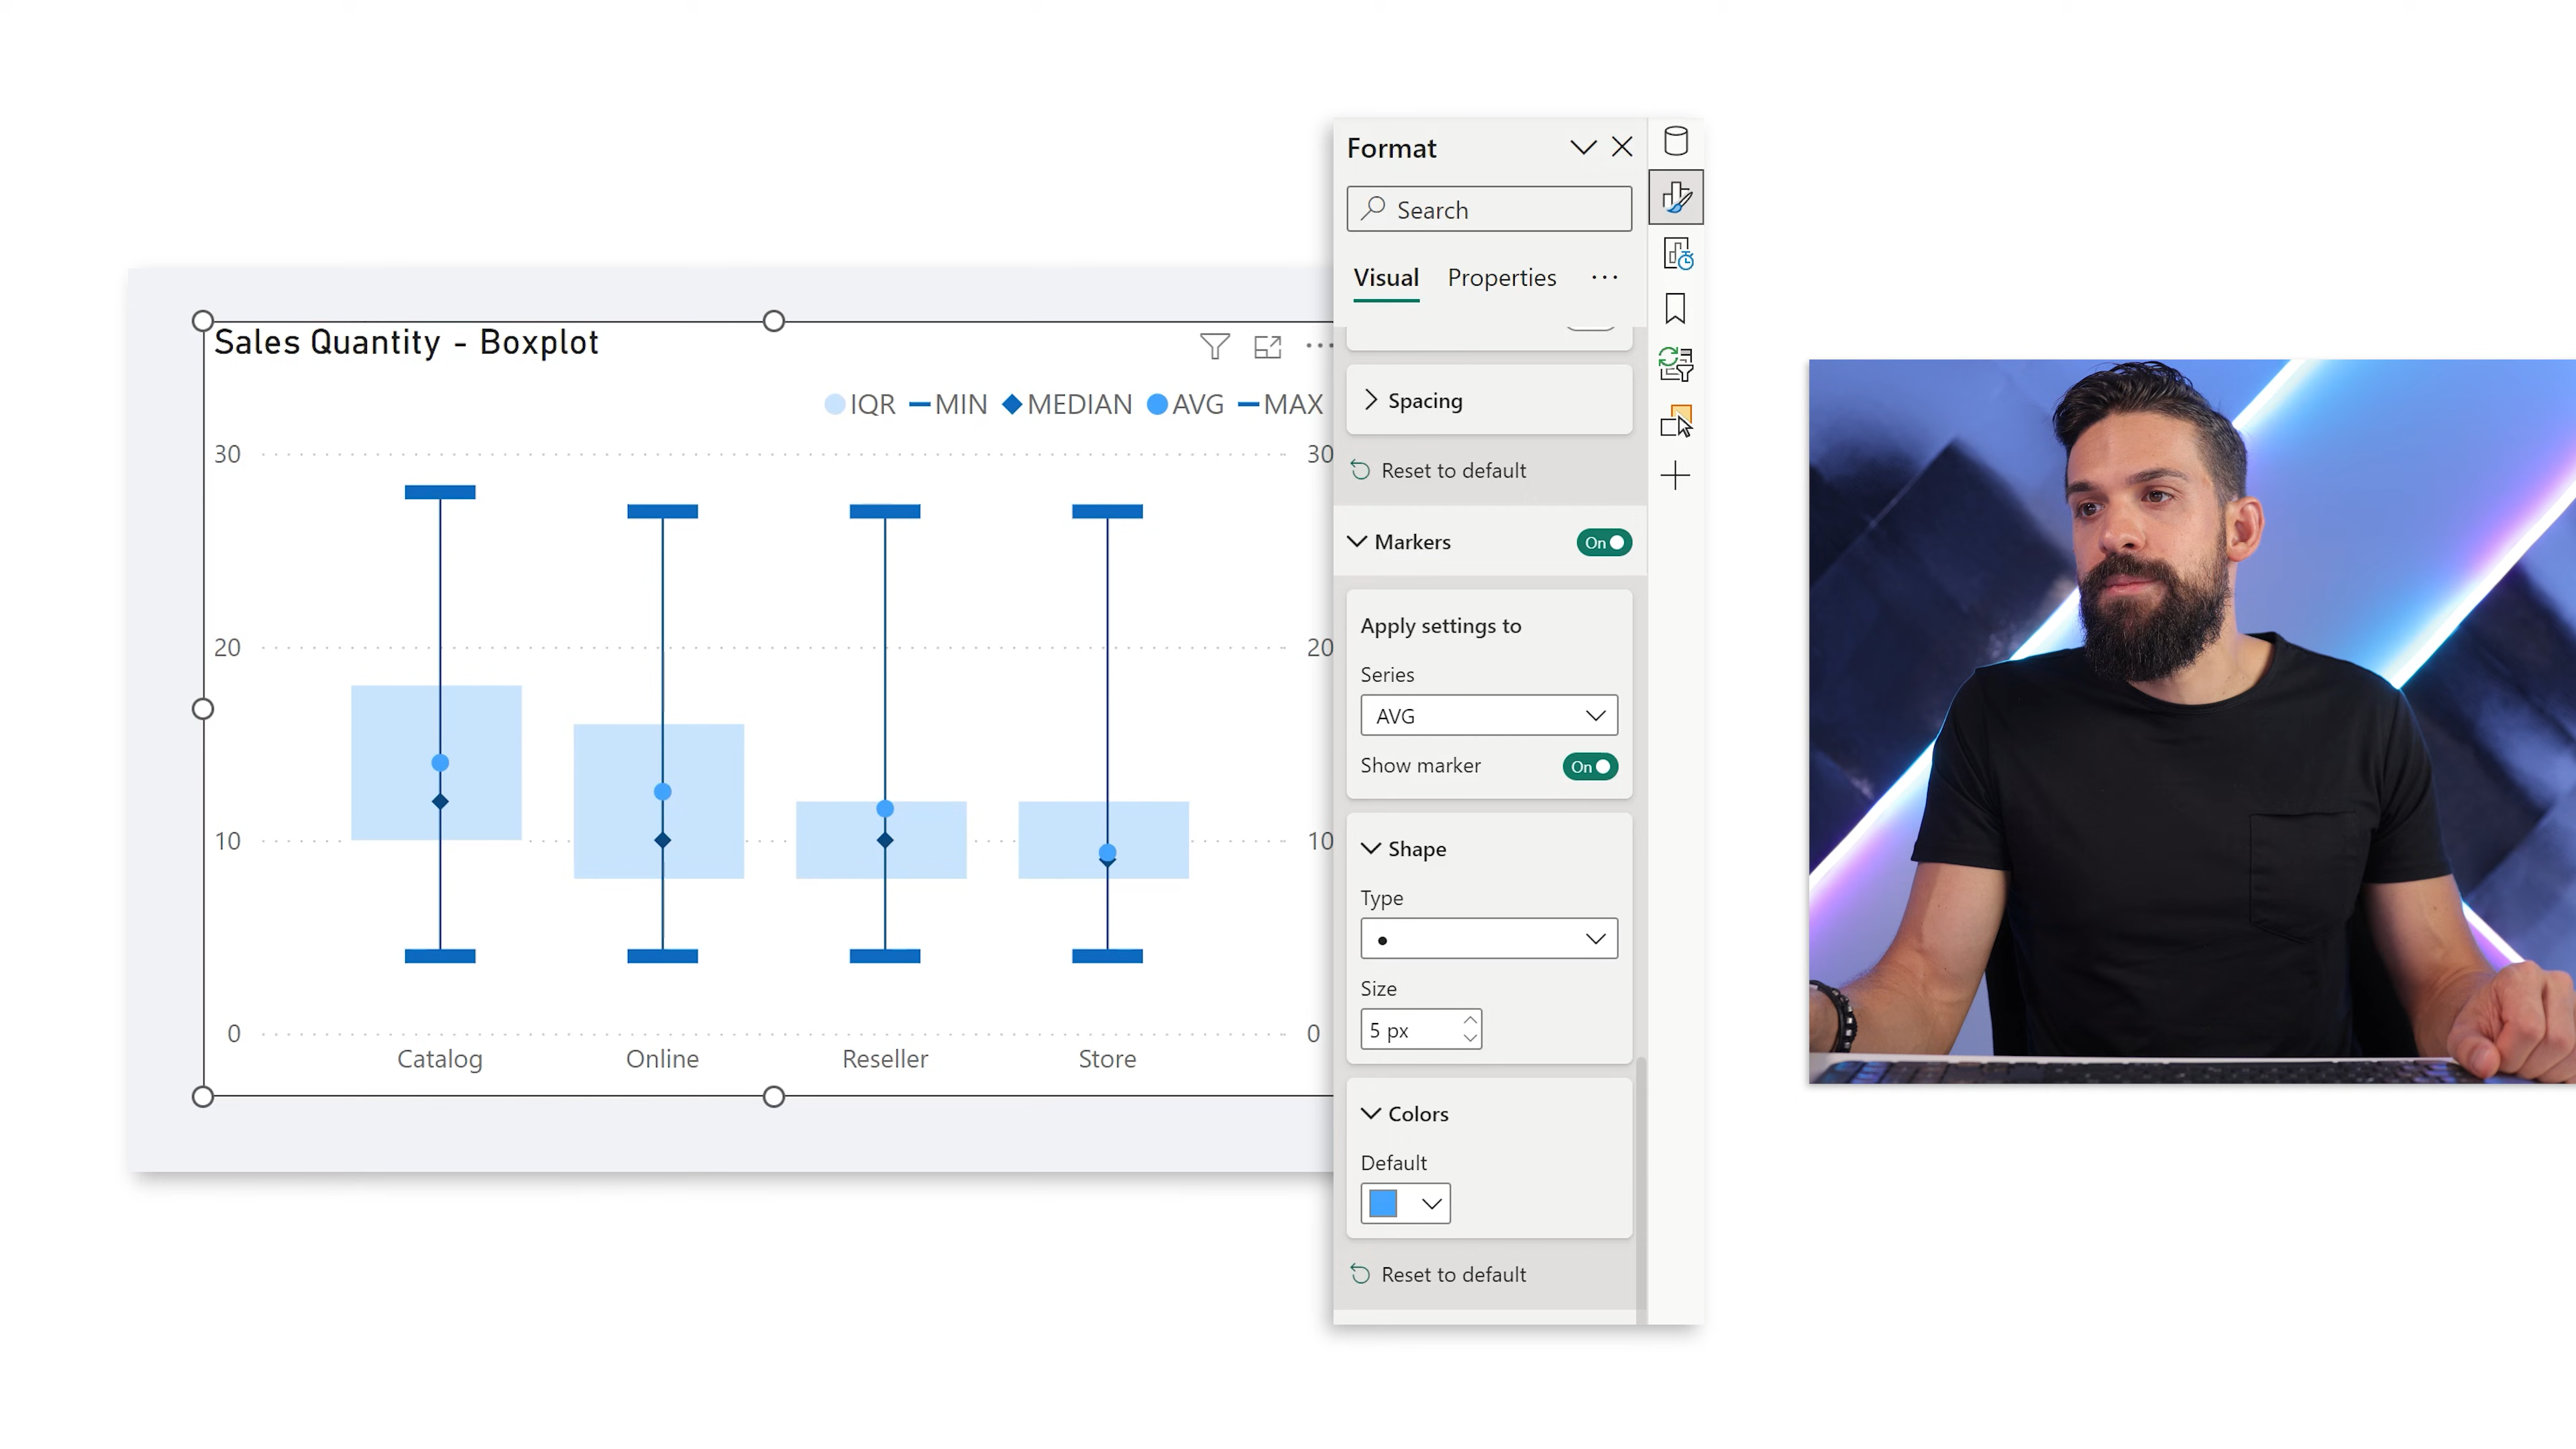 Sales Quantity - Boxplot
IQR MIN MEDIAN AVG MAX
30 30
20 20
10 10
0 0
Catalog Online Reseller Store
Format
Search
Visual Properties
Spacing
Reset to default
Markers On
Apply settings to
Series
AVG
Show marker On
Shape
Type
Size
5 px
Colors
Default
Reset to default